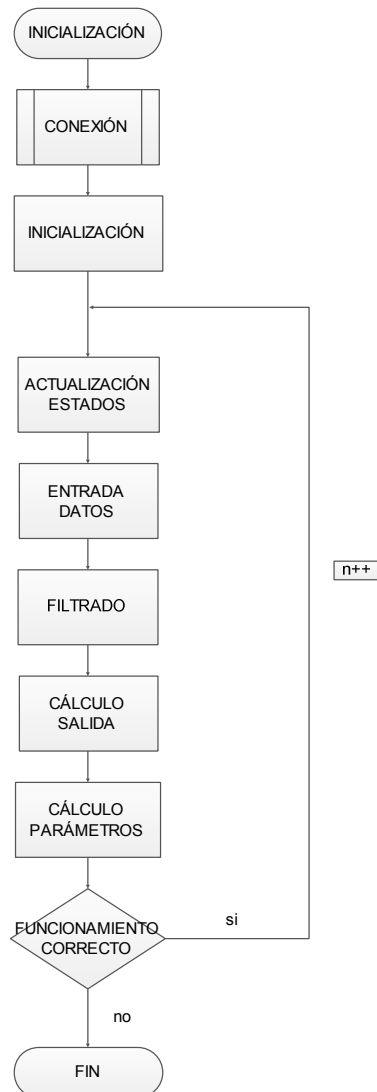 INICIALIZACIÓN
CONEXIÓN
INICIALIZACIÓN
ACTUALIZACIÓN
ESTADOS
ENTRADA
DATOS
n++
FILTRADO
CÁLCULO
SALIDA
CÁLCULO
PARÁMETROS
FUNCIONAMIENTO
CORRECTO
si
no
FIN